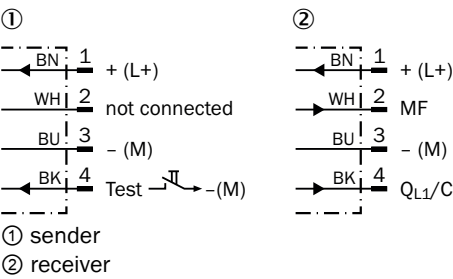 ① ②
BN 1 + (L+) BN 1 + (L+)
WH 2 not connected WH 2 MF
BU 3 – (M) BU 3 – (M)
BK 4 Test –(M) BK 4 QL1/C
① sender
② receiver